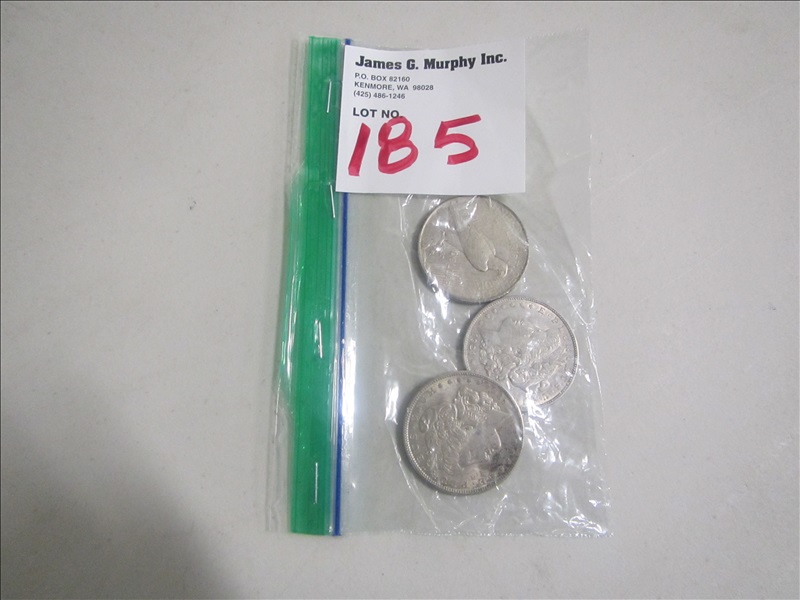 James G. Murphy Inc.
P.O. BOX 82160
KENMORE, WA 98028
(425) 486-1246
LOT NO.
185